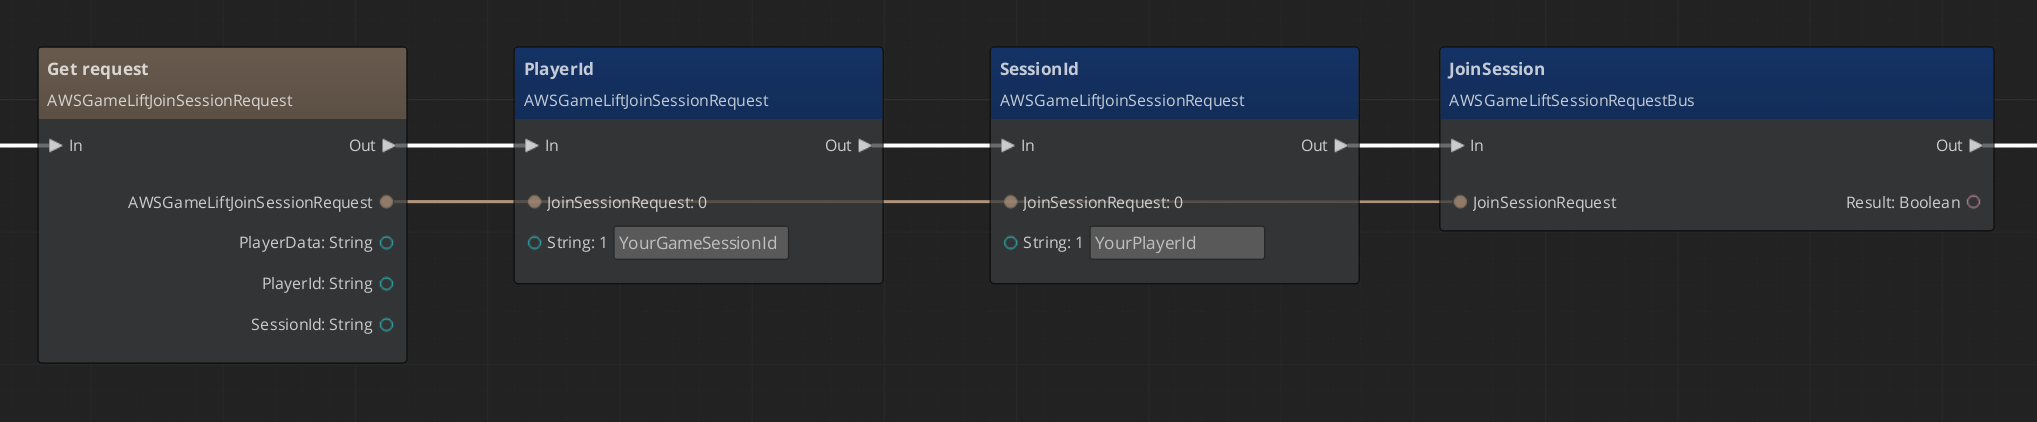 Get request
AWSGameLiftJoinSessionRequest
In
Out
AWSGameLiftJoinSessionRequest
PlayerData: String
PlayerId: String
SessionId: String
PlayerId
AWSGameLiftJoinSessionRequest
In
Out
JoinSessionRequest: 0
String: 1
YourGameSessionId
SessionId
AWSGameLiftJoinSessionRequest
In
Out
JoinSessionRequest: 0
String: 1
YourPlayerId
JoinSession
AWSGameLiftSessionRequestBus
In
Out
JoinSessionRequest
Result: Boolean